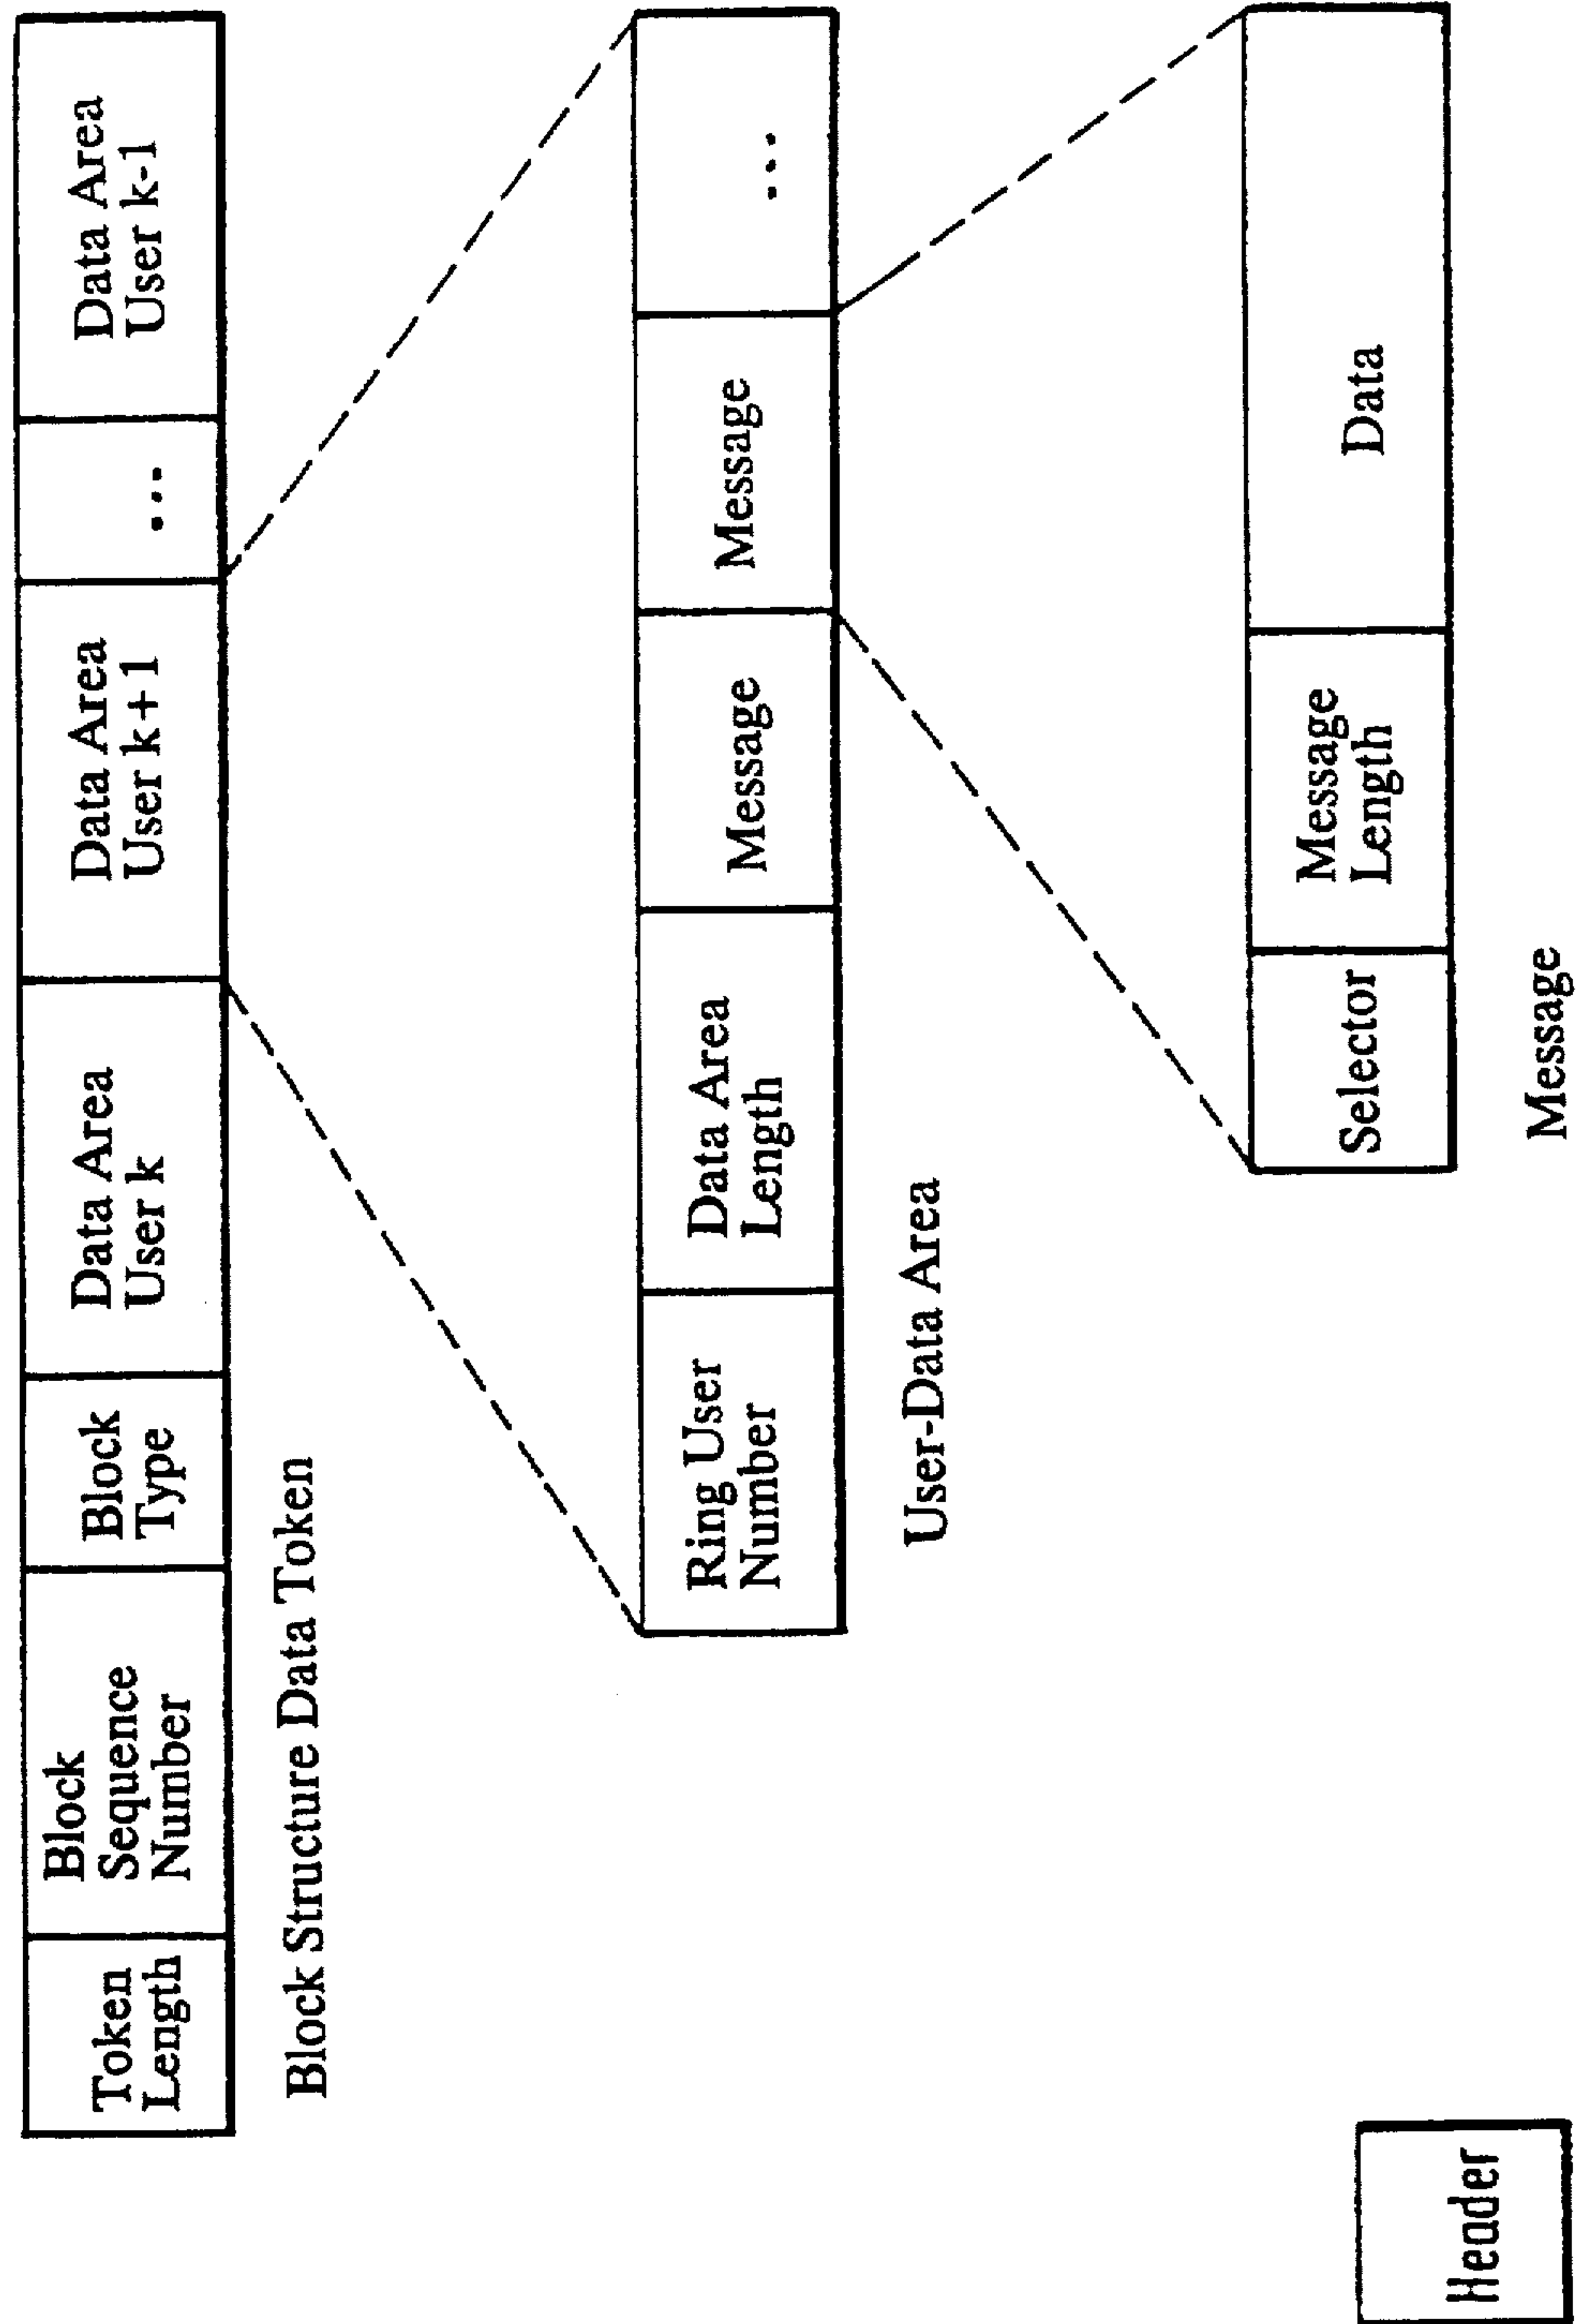 Token
Length
Block
Sequence
Number
Block
Type
Data Area
User k
Data Area
User k+1
...
Data Area
User k-1
Block Structure Data Token
Ring User
Number
Data Area
Length
Message
Message
...
User-Data Area
Selector
Message
Length
Data
Message
Header